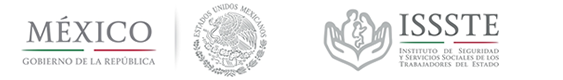 MÉXICO
GOBIERNO DE LA REPÚBLICA
ESTADOS UNIDOS MEXICANOS
ISSSTE
INSTITUTO DE SEGURIDAD
Y SERVICIOS SOCIALES DE LOS
TRABAJADORES DEL ESTADO